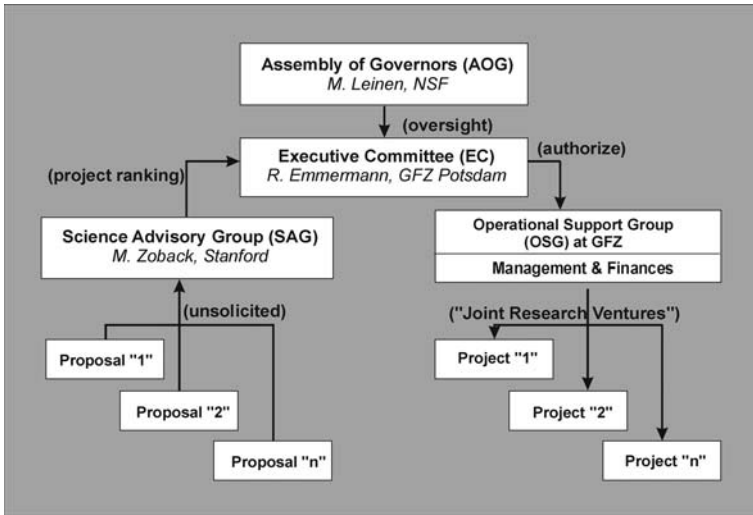 Assembly of Governors (AOG)
M. Leinen, NSF
(oversight)
Executive Committee (EC)
R. Emmermann, GFZ Potsdam
(authorize)
(project ranking)
Science Advisory Group (SAG)
M. Zoback, Stanford
Operational Support Group
(OSG) at GFZ
Management & Finances
(unsolicited)
("Joint Research Ventures")
Proposal "1"
Proposal "2"
Proposal "n"
Project "1"
Project "2"
Project "n"